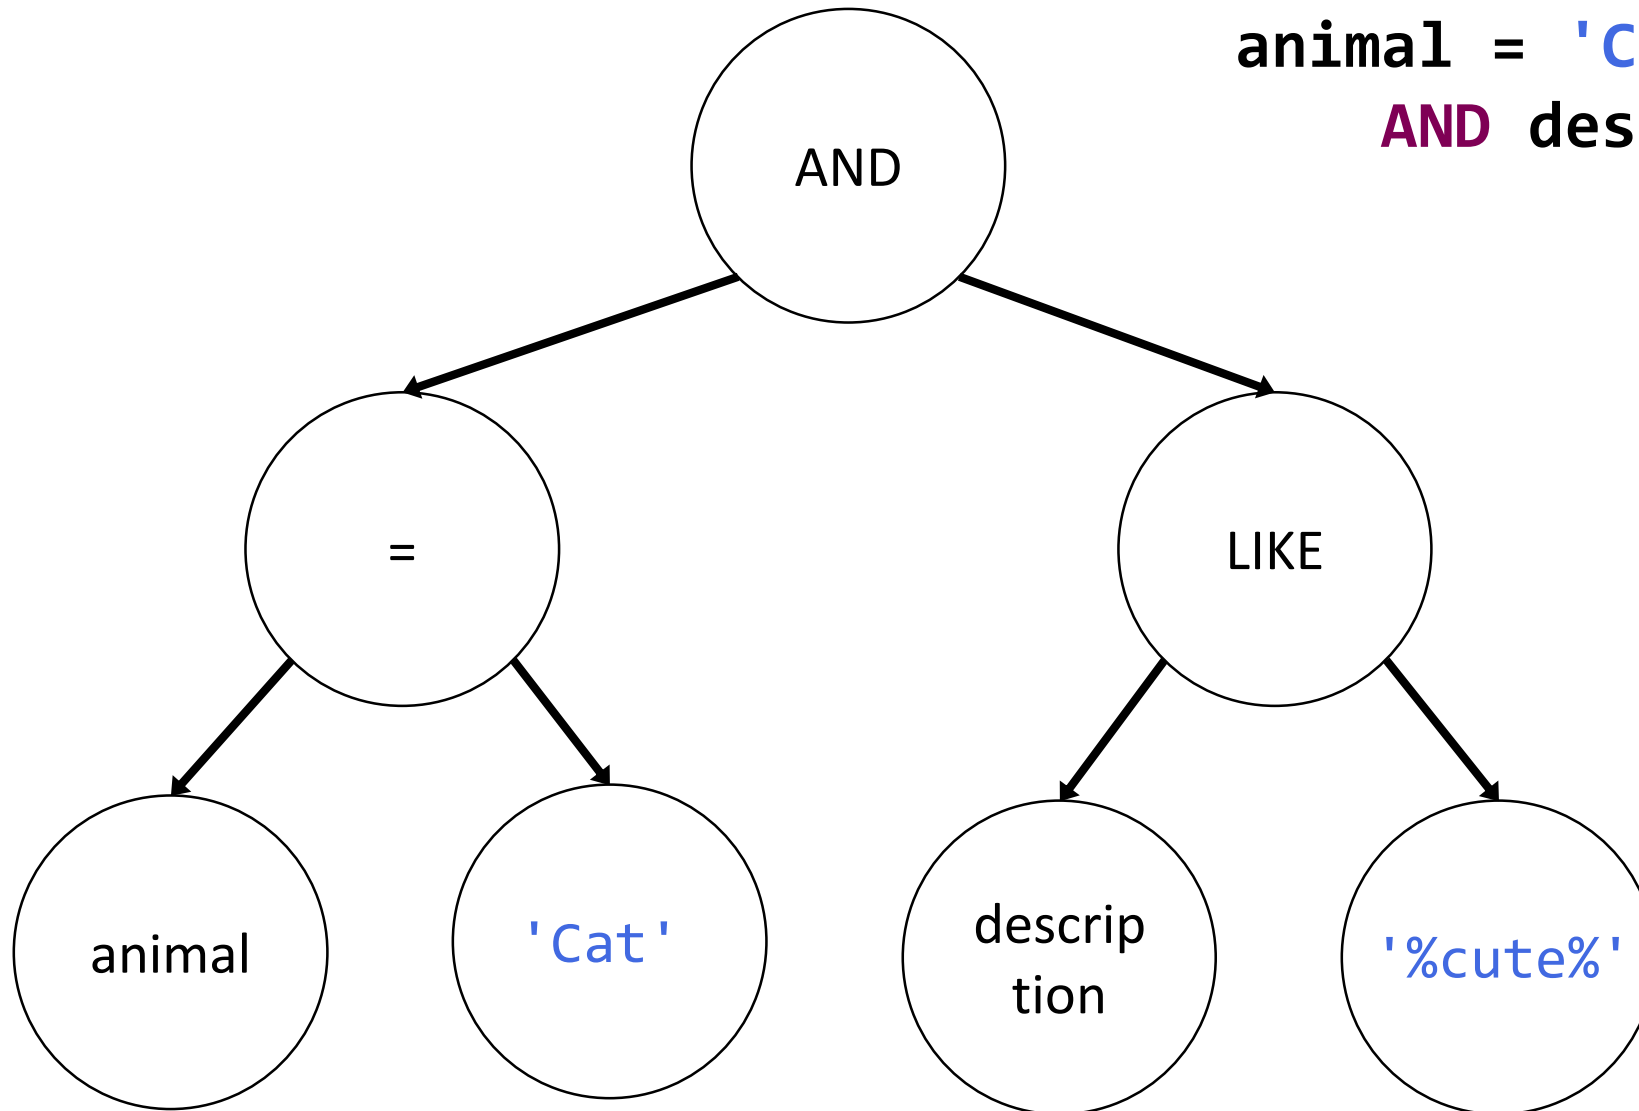 animal = 'C
AND des
AND
=
LIKE
animal
'Cat'
descrip
tion
'%cute%'